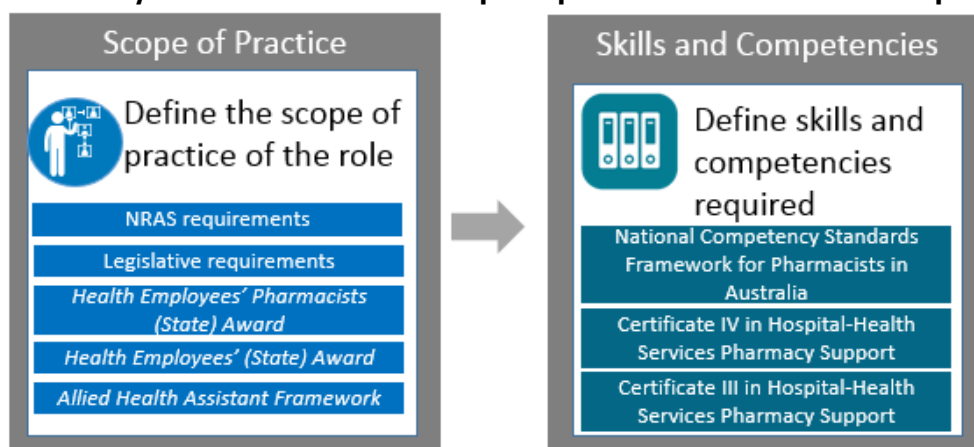 Scope of Practice
Define the scope of
practice of the role
NRAS requirements
Legislative requirements
Health Employees’ Pharmacists
(State) Award
Health Employees’ (State) Award
Allied Health Assistant Framework
Skills and Competencies
Define skills and
competencies
required
National Competency Standards
Framework for Pharmacists in
Australia
Certificate IV in Hospital-Health
Services Pharmacy Support
Certificate III in Hospital-Health
Services Pharmacy Support